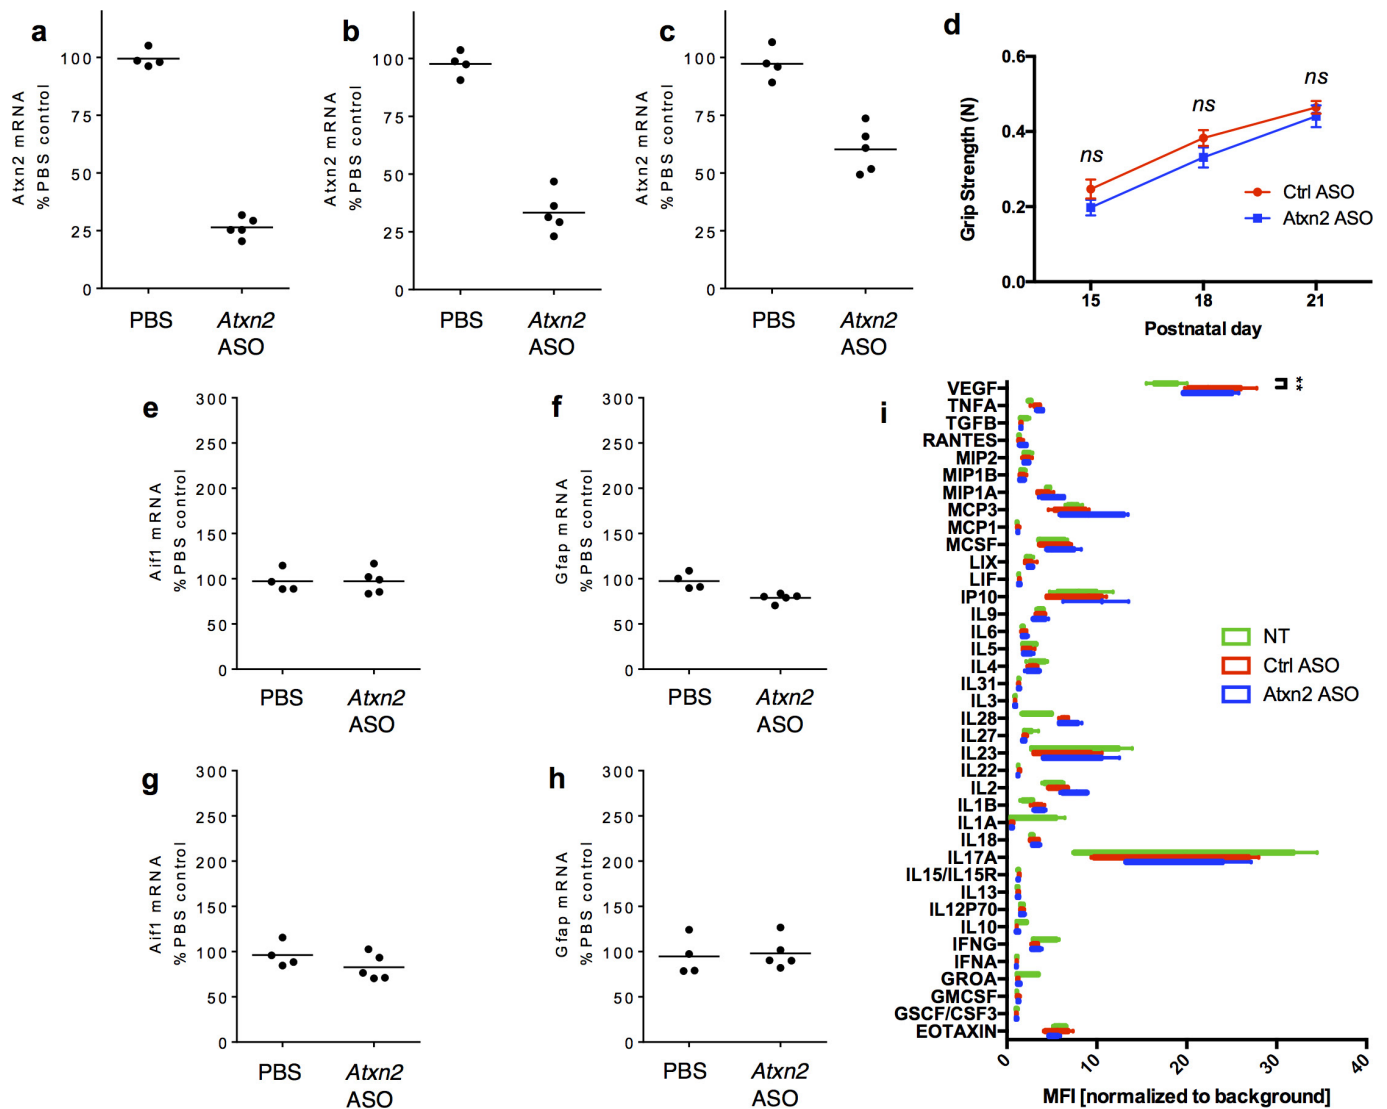 a
Atxn2 mRNA
% PBS control
100
75
50
25
0
PBS
Atxn2
ASO
b
Atxn2 mRNA
% PBS control
100
75
50
25
0
PBS
Atxn2
ASO
c
Atxn2 mRNA
% PBS control
100
75
50
25
0
PBS
Atxn2
ASO
d
Grip Strength (N)
0.6
0.4
0.2
0.0
ns
ns
ns
Ctrl ASO
Atxn2 ASO
15
18
21
Postnatal day
e
Aif1 mRNA
% PBS control
300
250
200
150
100
50
0
PBS
Atxn2
ASO
f
Gfap mRNA
% PBS control
300
250
200
150
100
50
0
PBS
Atxn2
ASO
g
Aif1 mRNA
% PBS control
300
250
200
150
100
50
0
PBS
Atxn2
ASO
h
Gfap mRNA
% PBS control
300
250
200
150
100
50
0
PBS
Atxn2
ASO
i
VEGF
TNFA
TGFB
RANTES
MIP2
MIP1B
MIP1A
MCP3
MCP1
MCSF
LIX
LIF
IP10
IL9
IL6
IL5
IL4
IL31
IL3
IL28
IL27
IL23
IL22
IL2
IL1B
IL1A
IL18
IL17A
IL15/IL15R
IL13
IL12P70
IL10
IFNG
IFNA
GROA
GMCSF
GSCF/CSF3
EOTAXIN
**
NT
Ctrl ASO
Atxn2 ASO
0
10
20
30
40
MFI [normalized to background]